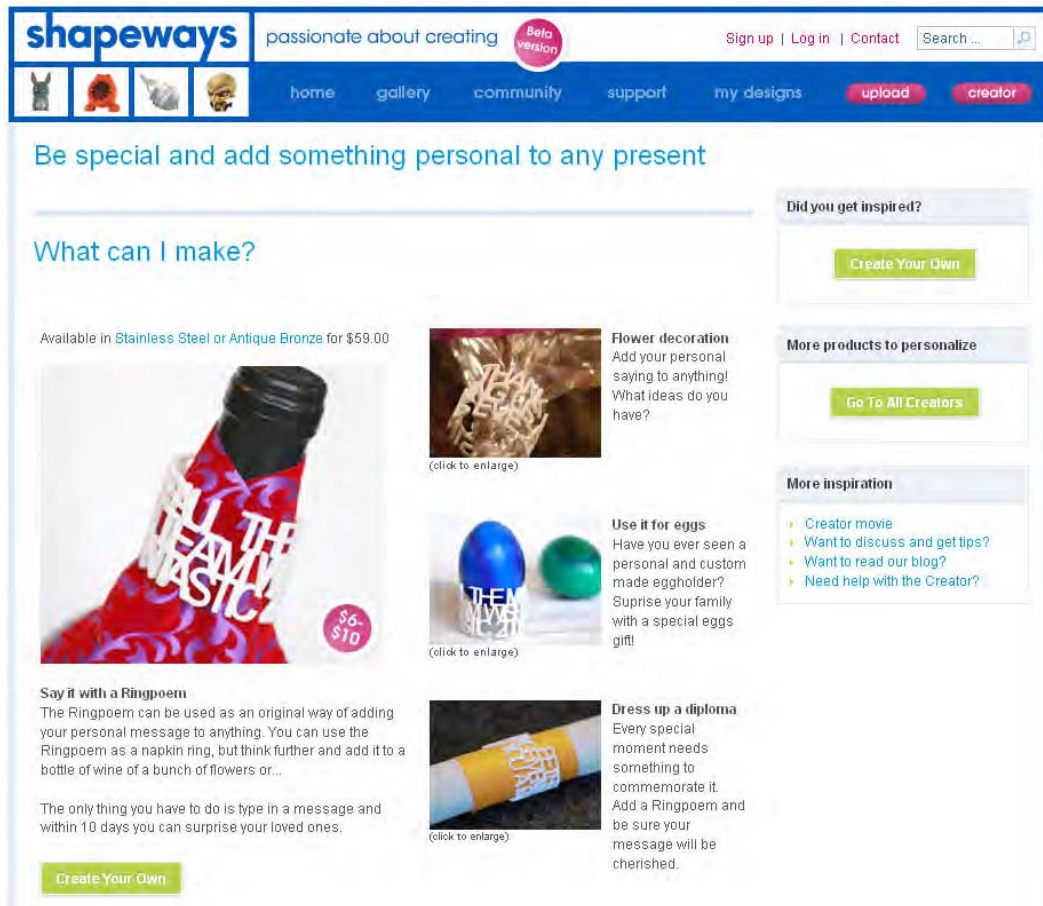 shapeways
passionate about creating
Beta
version
Sign up | Log in | Contact
Search ...
home
gallery
community
support
my designs
upload
creator
Be special and add something personal to any present
What can I make?
Available in Stainless Steel or Antique Bronze for $59.00
$6-
$10
Say it with a Ringpoem
The Ringpoem can be used as an original way of adding
your personal message to anything. You can use the
Ringpoem as a napkin ring, but think further and add it to a
bottle of wine of a bunch of flowers or...
The only thing you have to do is type in a message and
within 10 days you can surprise your loved ones.
Create Your Own
(click to enlarge)
Flower decoration
Add your personal
saying to anything!
What ideas do you
have?
(click to enlarge)
Use it for eggs
Have you ever seen a
personal and custom
made eggholder?
Suprise your family
with a special eggs
gift!
(click to enlarge)
Dress up a diploma
Every special
moment needs
something to
commemorate it.
Add a Ringpoem and
be sure your
message will be
cherished.
Did you get inspired?
Create Your Own
More products to personalize
Go To All Creators
More inspiration
Creator movie
Want to discuss and get tips?
Want to read our blog?
Need help with the Creator?